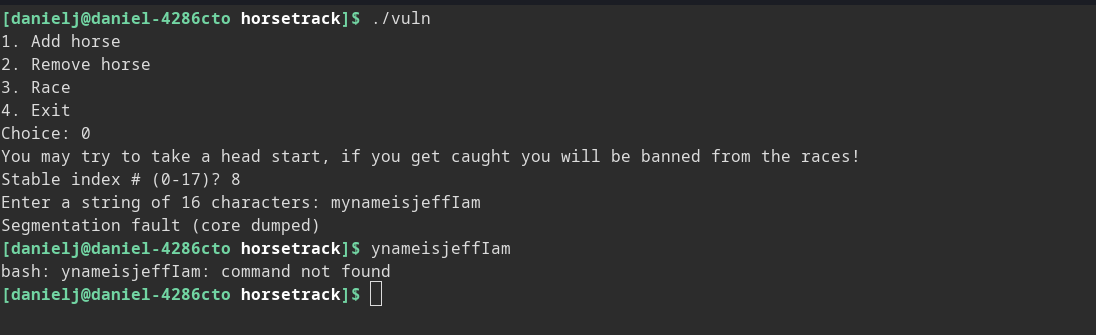 [danielj@daniel-4286cto horsetrack]$ ./vuln
1. Add horse
2. Remove horse
3. Race
4. Exit
Choice: 0
You may try to take a head start, if you get caught you will be banned from the races!
Stable index # (0-17)? 8
Enter a string of 16 characters: mynameisjeffIam
Segmentation fault (core dumped)
[danielj@daniel-4286cto horsetrack]$ ynameisjeffIam
bash: ynameisjeffIam: command not found
[danielj@daniel-4286cto horsetrack]$